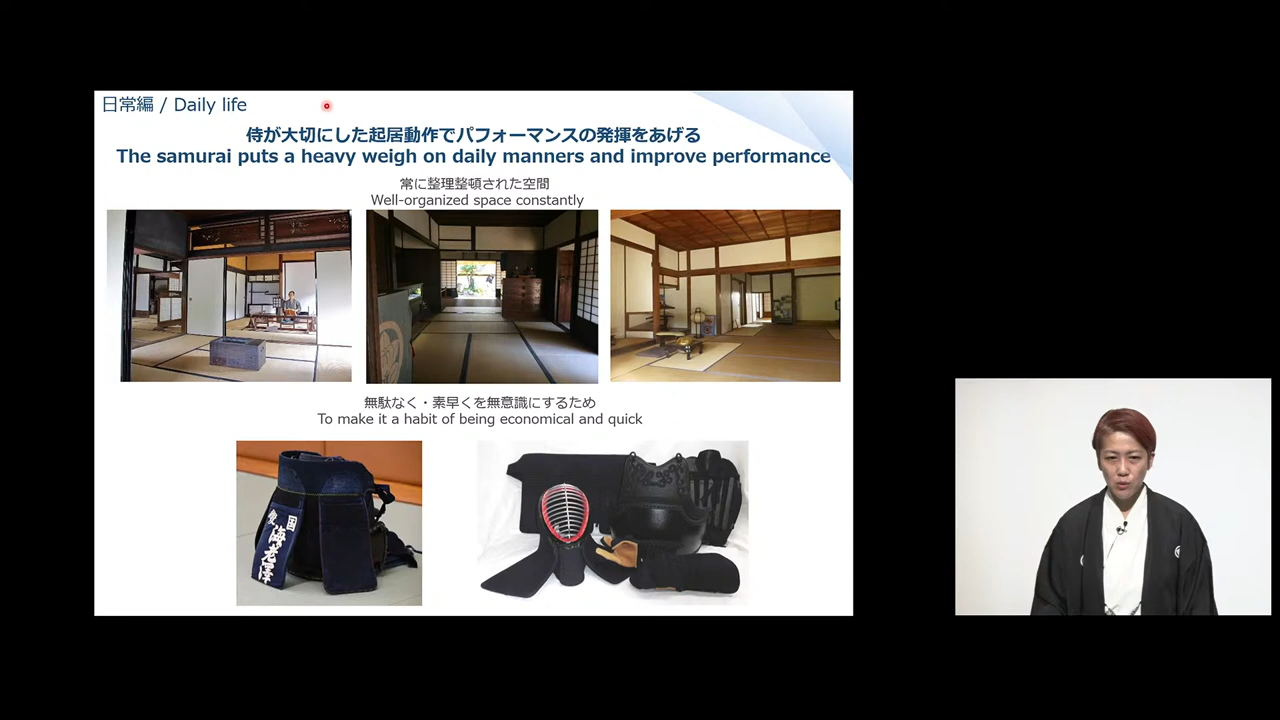 日常編 / Daily life
侍が大切にした起居動作でパフォーマンスの発揮をあげる
The samurai puts a heavy weigh on daily manners and improve performance
常に整理整頓された空間
Well-organized space constantly
無駄なく・素早くを無意識にするため
To make it a habit of being economical and quick
国
海老澤